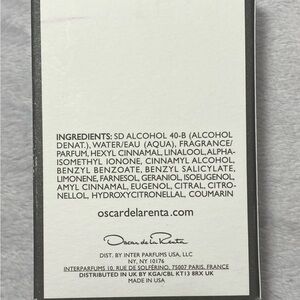 INGREDIENTS: SD ALCOHOL 40-B (ALCOHOL
DENAT.), WATER/EAU (AQUA), FRAGRANCE/
PARFUM, HEXYL CINNAMAL, LINALOOL, ALPHA-
ISOMETHYL IONONE, CINNAMYL ALCOHOL,
BENZYL BENZOATE, BENZYL SALICYLATE,
LIMONENE, FARNESOL, GERANIOL, ISOEUGENOL,
AMYL CINNAMAL, EUGENOL, CITRAL, CITRO-
NELLOL, HYDROXYCITRONELLAL, COUMARIN
oscardelarenta.com
Oscar de la Renta
DIST. BY INTER PARFUMS USA, LLC
NY, NY 10176
INTERPARFUMS 10, RUE DE SOLFERINO, 75007 PARIS, FRANCE
DISTRIBUTED IN UK BY KGA/CBL KT13 8RX UK
MADE IN USA